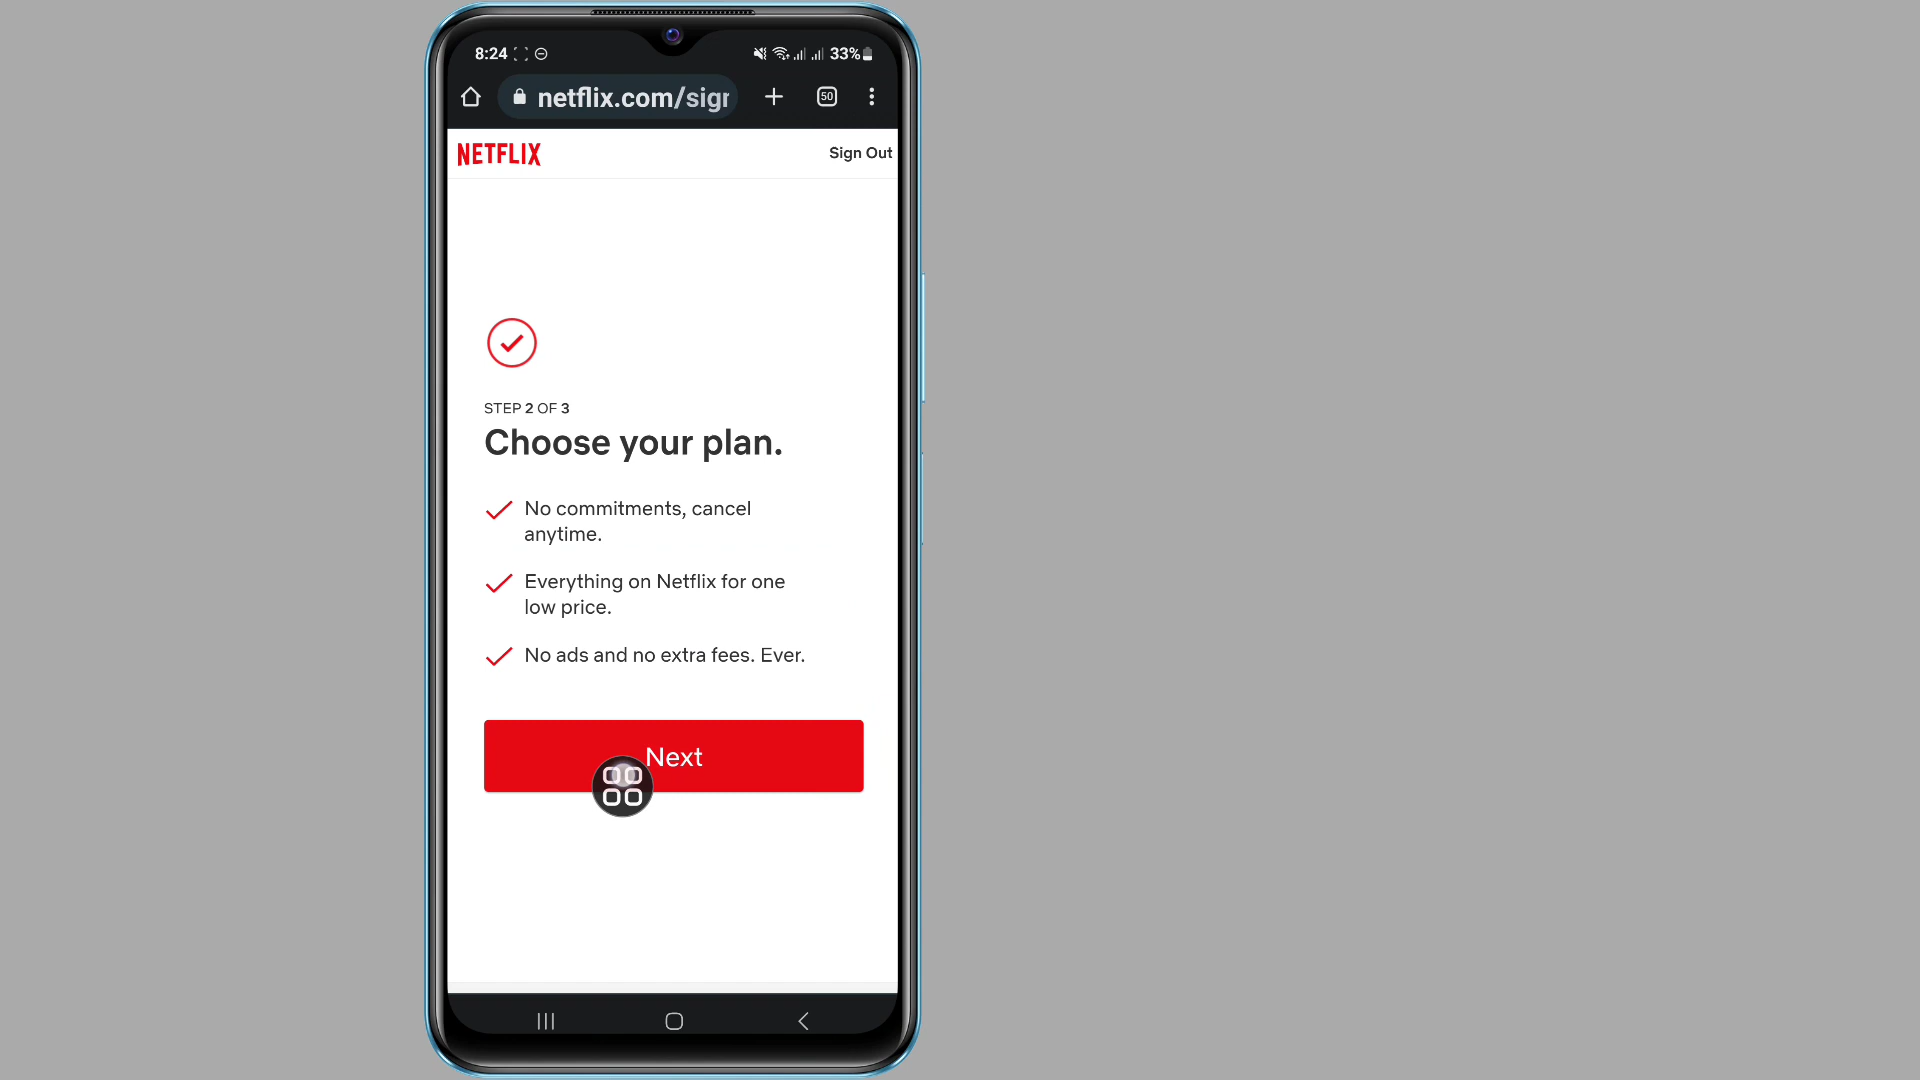 8:24 33%
netflix.com/sigr
50
NETFLIX Sign Out
STEP 2 OF 3
Choose your plan.
No commitments, cancel
anytime.
Everything on Netflix for one
low price.
No ads and no extra fees. Ever.
Next